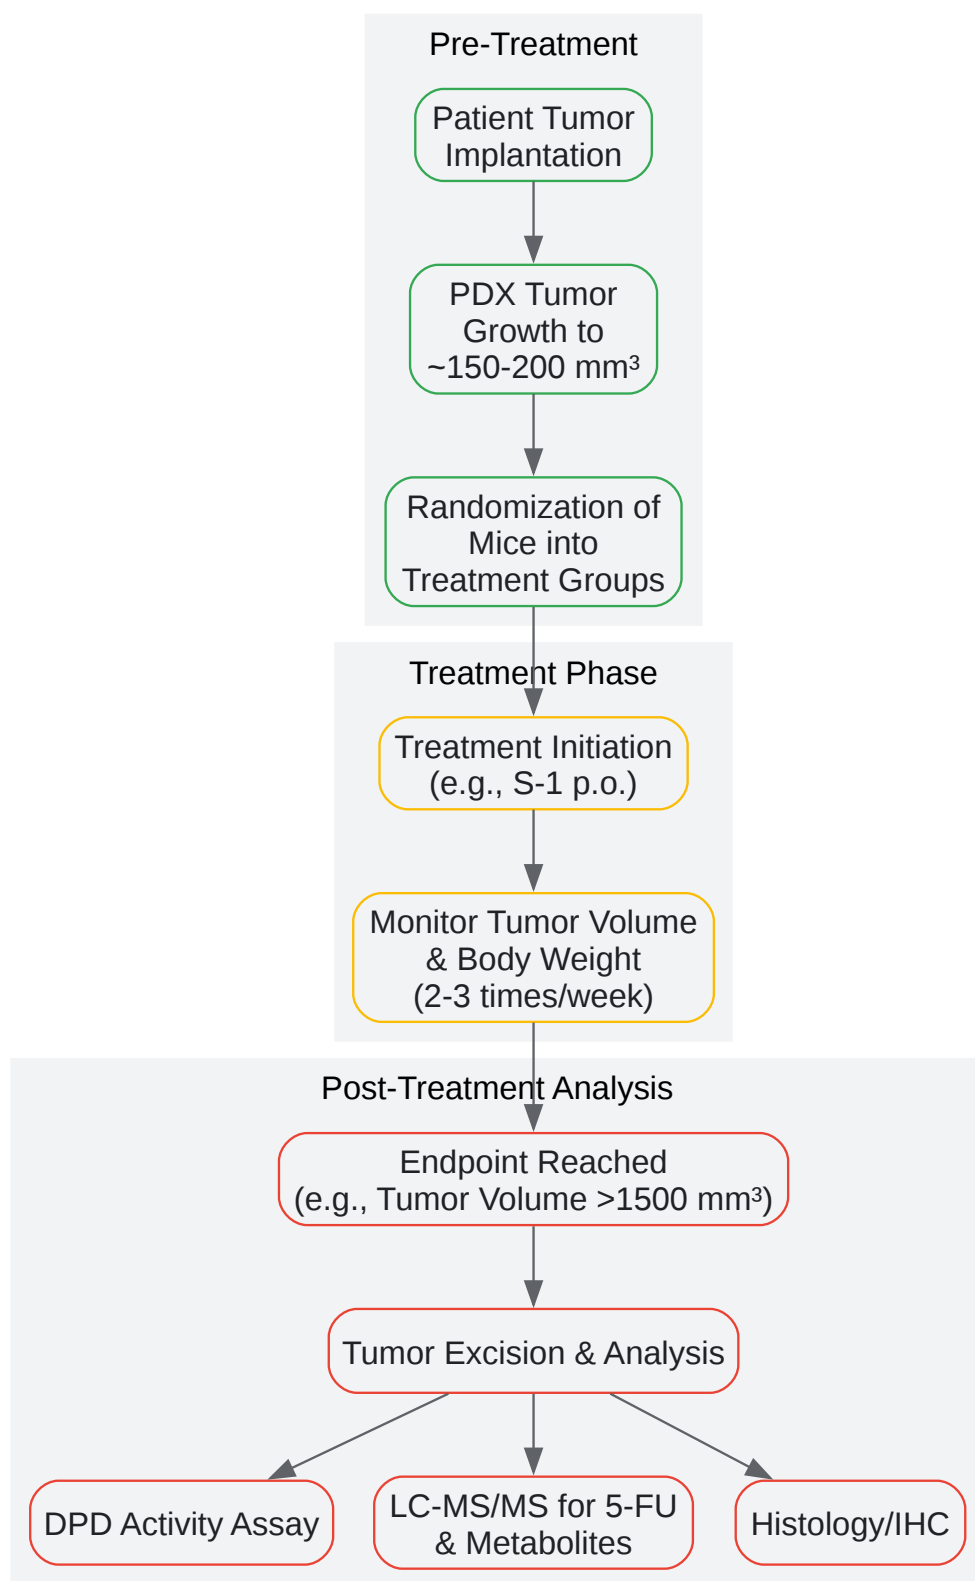 Pre-Treatment
Patient Tumor
Implantation
PDX Tumor
Growth to
~150-200 mm³
Randomization of
Mice into
Treatment Groups
Treatment Phase
Treatment Initiation
(e.g., S-1 p.o.)
Monitor Tumor Volume
& Body Weight
(2-3 times/week)
Post-Treatment Analysis
Endpoint Reached
(e.g., Tumor Volume >1500 mm³)
Tumor Excision & Analysis
DPD Activity Assay
LC-MS/MS for 5-FU
& Metabolites
Histology/IHC